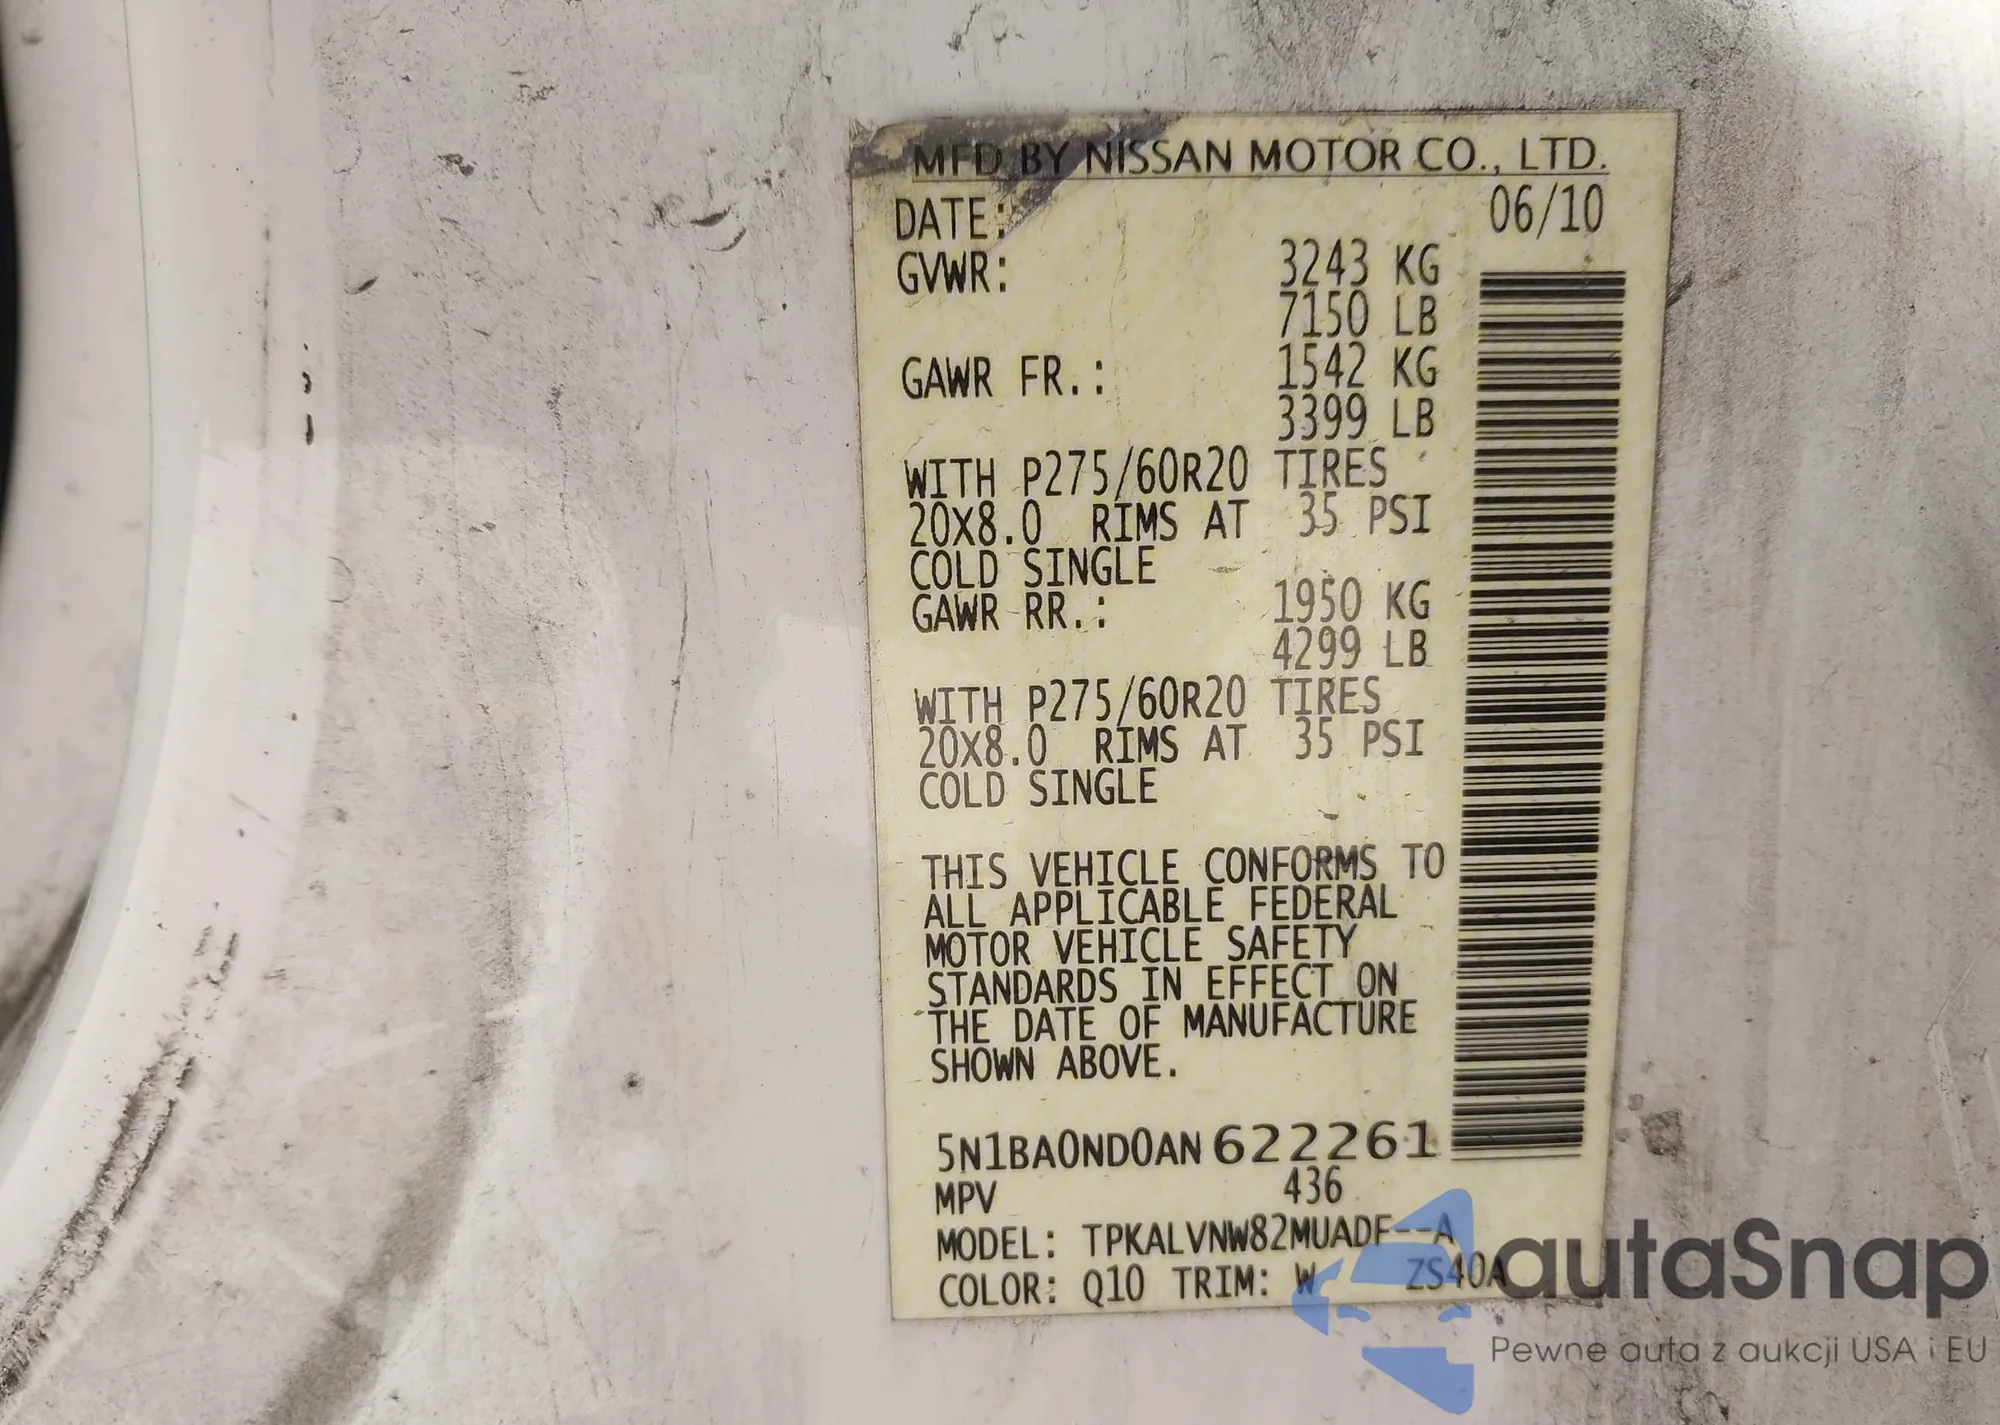 MFD BY NISSAN MOTOR CO., LTD.
DATE: 06/10
GVWR: 3243 KG
7150 LB
GAWR FR.: 1542 KG
3399 LB
WITH P275/60R20 TIRES
20X8.0 RIMS AT 35 PSI
COLD SINGLE
GAWR RR.: 1950 KG
4299 LB
WITH P275/60R20 TIRES
20X8.0 RIMS AT 35 PSI
COLD SINGLE
THIS VEHICLE CONFORMS TO
ALL APPLICABLE FEDERAL
MOTOR VEHICLE SAFETY
STANDARDS IN EFFECT ON
THE DATE OF MANUFACTURE
SHOWN ABOVE.
5N1BA0ND0AN622261
MPV 436
MODEL: TPKALVNW82MUADF--A
COLOR: Q10 TRIM: W ZS40A
autaSnap
Pewne auta z aukcji USA i EU